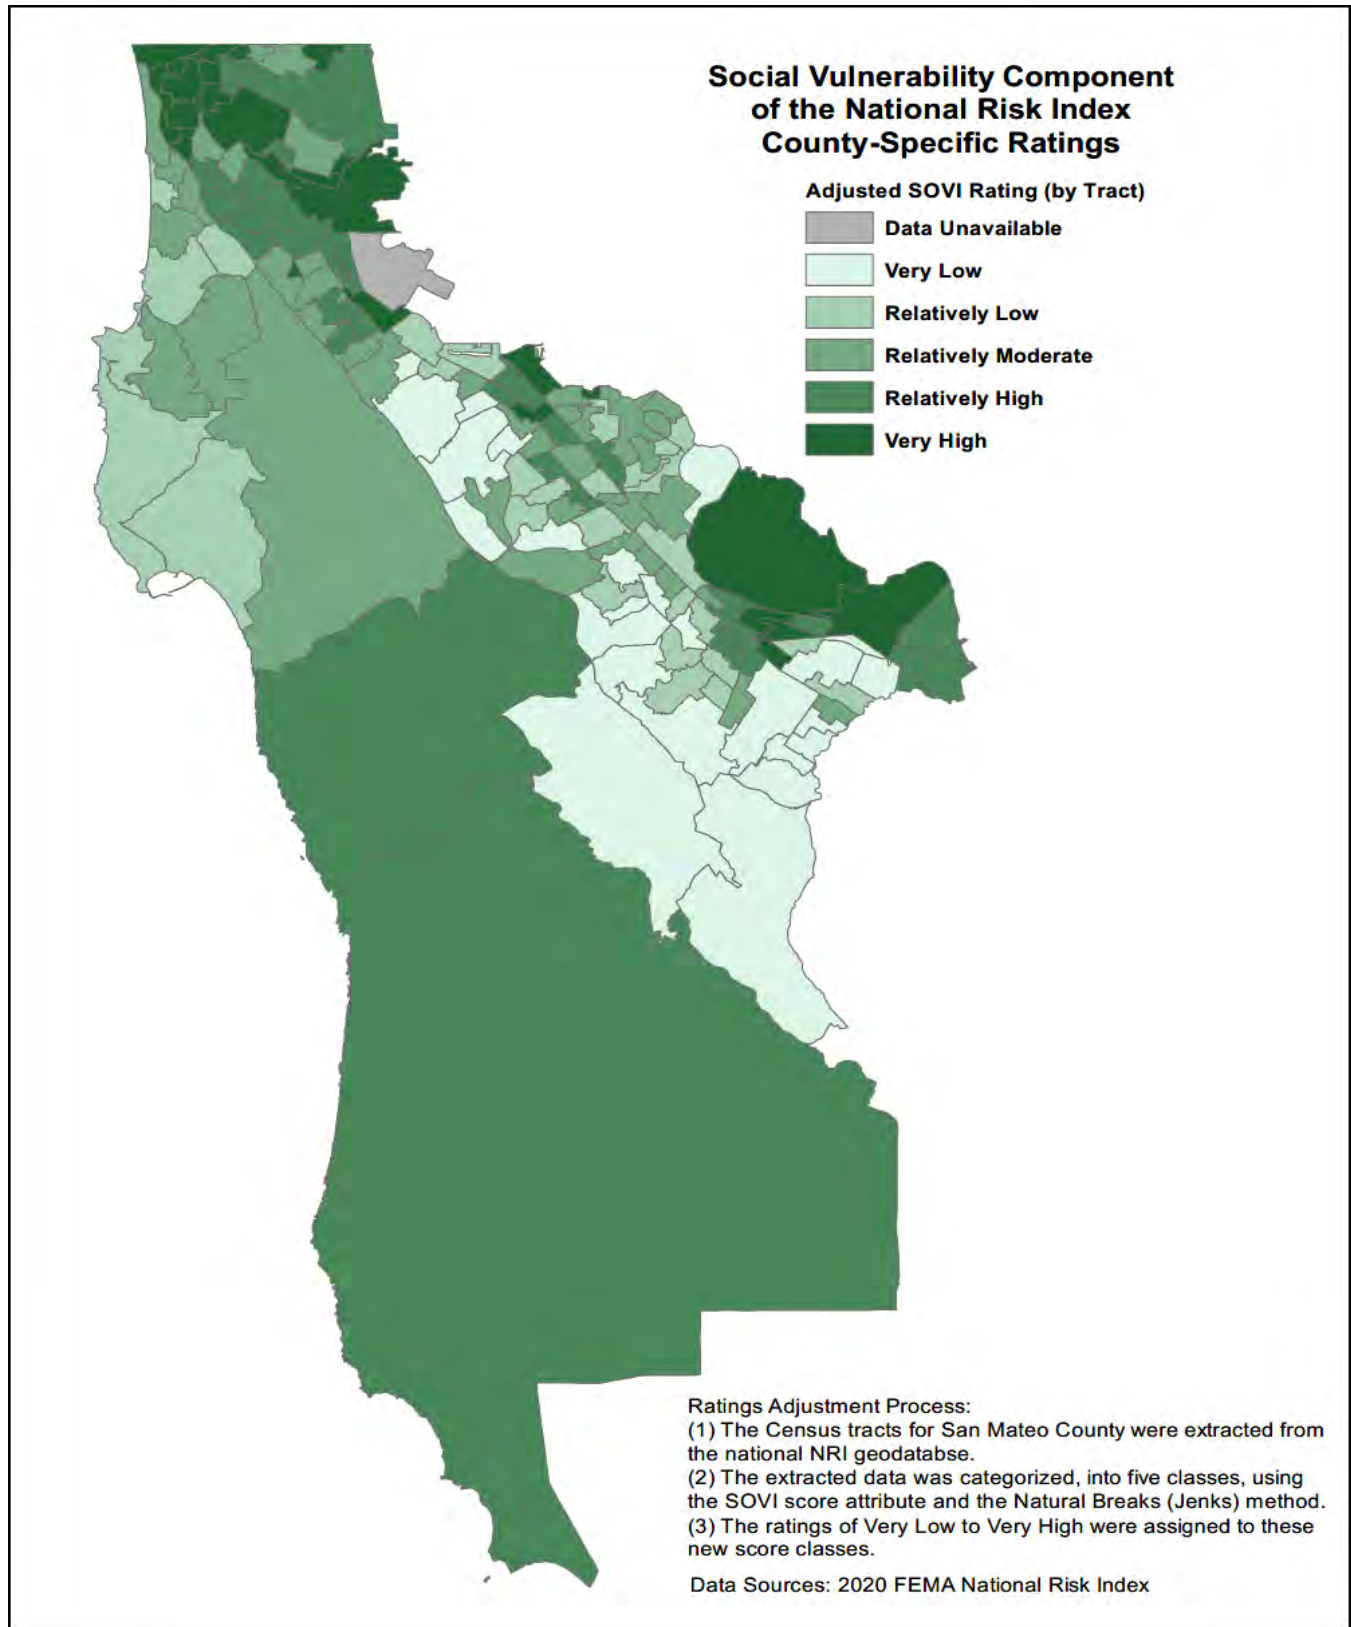 Social Vulnerability Component
of the National Risk Index
County-Specific Ratings
Adjusted SOVI Rating (by Tract)
Data Unavailable
Very Low
Relatively Low
Relatively Moderate
Relatively High
Very High
Ratings Adjustment Process:
(1) The Census tracts for San Mateo County were extracted from
the national NRI geodatabse.
(2) The extracted data was categorized, into five classes, using
the SOVI score attribute and the Natural Breaks (Jenks) method.
(3) The ratings of Very Low to Very High were assigned to these
new score classes.
Data Sources: 2020 FEMA National Risk Index